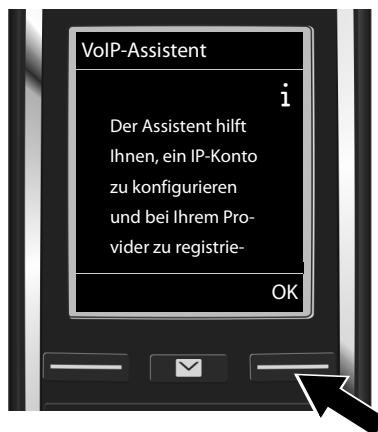 VoIP-Assistent
i
Der Assistent hilft
Ihnen, ein IP-Konto
zu konfigurieren
und bei Ihrem Pro-
vider zu registrie-
OK